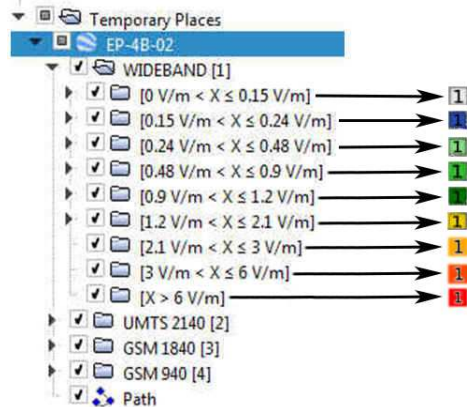 Temporary Places
EP-4B-02
WIDEBAND [1]
[0 V/m < X ≤ 0.15 V/m] 1
[0.15 V/m < X ≤ 0.24 V/m] 1
[0.24 V/m < X ≤ 0.48 V/m] 1
[0.48 V/m < X ≤ 0.9 V/m] 1
[0.9 V/m < X ≤ 1.2 V/m] 1
[1.2 V/m < X ≤ 2.1 V/m] 1
[2.1 V/m < X ≤ 3 V/m] 1
[3 V/m < X ≤ 6 V/m] 1
[X > 6 V/m] 1
UMTS 2140 [2]
GSM 1840 [3]
GSM 940 [4]
Path